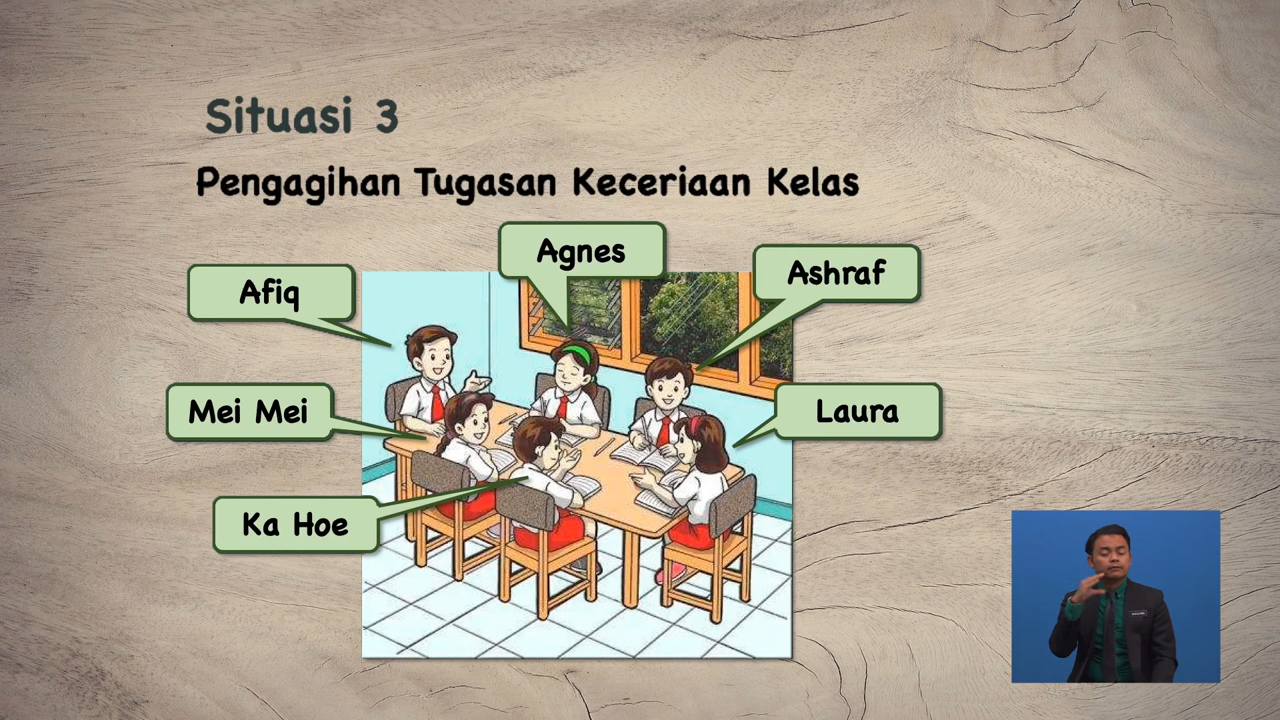 Situasi 3
Pengagihan Tugasan Keceriaan Kelas
Agnes
Ashraf
Afiq
Mei Mei
Laura
Ka Hoe